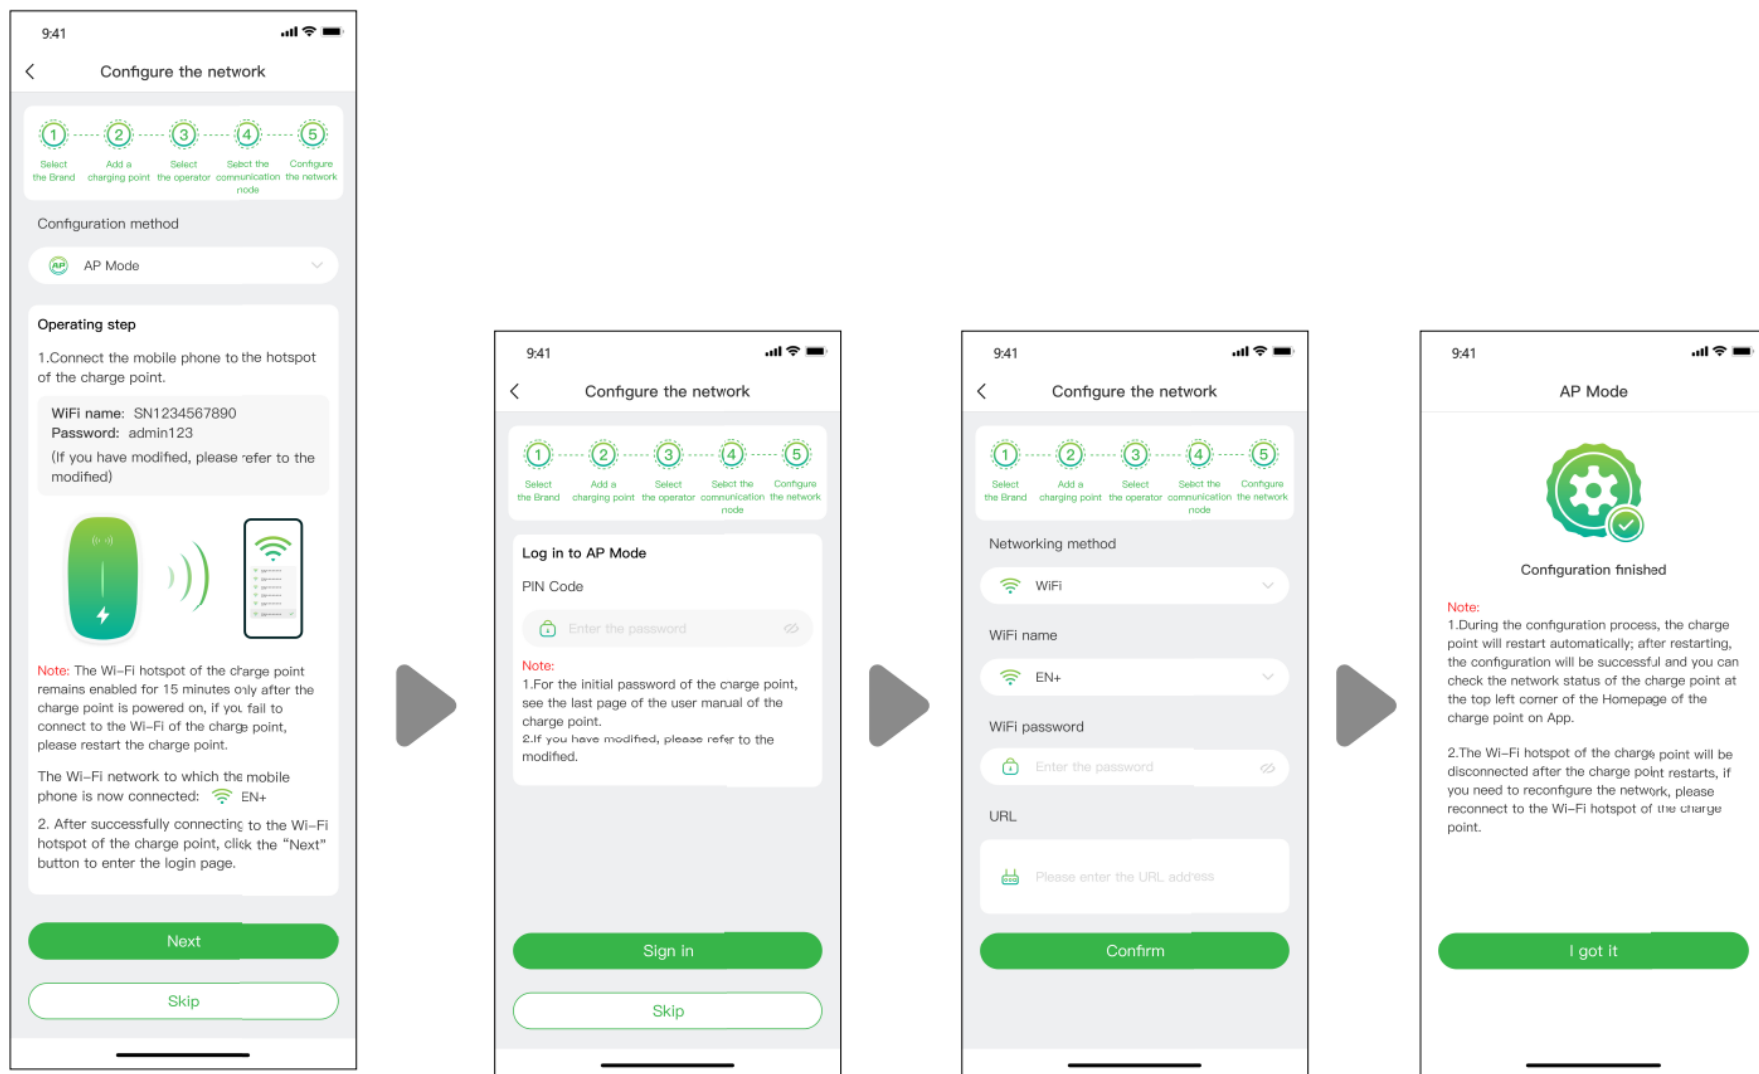 9:41
Configure the network
1 2 3 4 5
Select the Brand
Add a charging point
Select the operator
Select the communication node
Configure the network
Configuration method
AP AP Mode
Operating step
1.Connect the mobile phone to the hotspot
of the charge point.
WiFi name: SN1234567890
Password: admin123
(If you have modified, please refer to the
modified)
Note: The Wi-Fi hotspot of the charge point
remains enabled for 15 minutes only after the
charge point is powered on, if you fail to
connect to the Wi-Fi of the charge point,
please restart the charge point.
The Wi-Fi network to which the mobile
phone is now connected: EN+
2. After successfully connecting to the Wi-Fi
hotspot of the charge point, click the “Next”
button to enter the login page.
Next
Skip
9:41
Configure the network
1 2 3 4 5
Select the Brand
Add a charging point
Select the operator
Select the communication node
Configure the network
Log in to AP Mode
PIN Code
Enter the password
Note:
1.For the initial password of the charge point,
see the last page of the user manual of the
charge point.
2.If you have modified, please refer to the
modified.
Sign in
Skip
9:41
Configure the network
1 2 3 4 5
Select the Brand
Add a charging point
Select the operator
Select the communication node
Configure the network
Networking method
WiFi
WiFi name
EN+
WiFi password
Enter the password
URL
Please enter the URL address
Confirm
9:41
AP Mode
Configuration finished
Note:
1.During the configuration process, the charge
point will restart automatically; after restarting,
the configuration will be successful and you can
check the network status of the charge point at
the top left corner of the Homepage of the
charge point on App.
2.The Wi-Fi hotspot of the charge point will be
disconnected after the charge point restarts, if
you need to reconfigure the network, please
reconnect to the Wi-Fi hotspot of the charge
point.
I got it